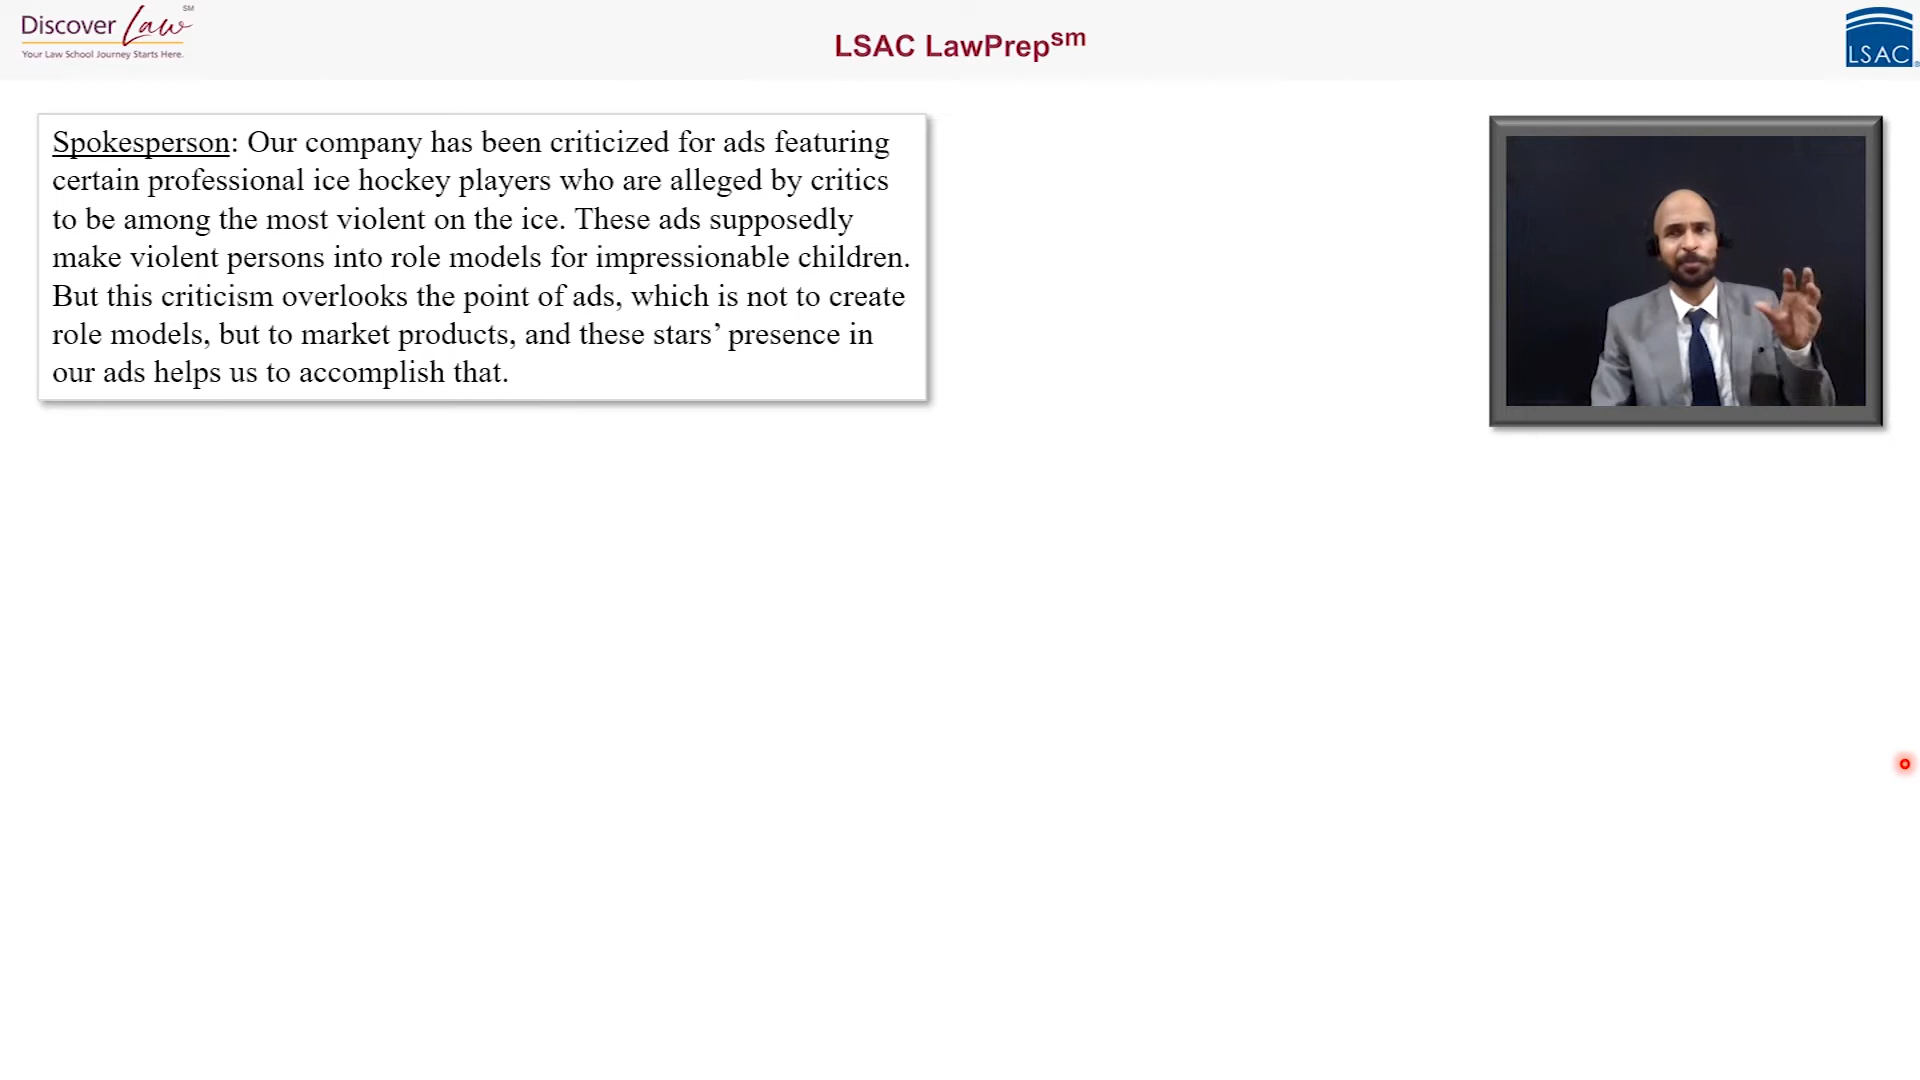 Discover Law SM
Your Law School Journey Starts Here.
LSAC LawPrepsm
LSAC®
Spokesperson: Our company has been criticized for ads featuring
certain professional ice hockey players who are alleged by critics
to be among the most violent on the ice. These ads supposedly
make violent persons into role models for impressionable children.
But this criticism overlooks the point of ads, which is not to create
role models, but to market products, and these stars’ presence in
our ads helps us to accomplish that.